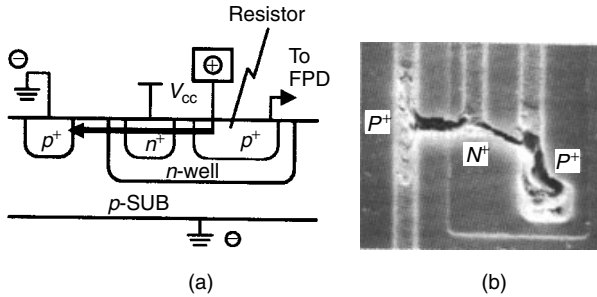 Resistor
To
FPD
⊖
⊕
V_cc
p⁺
n⁺
p⁺
n-well
p-SUB
⊖
P⁺
N⁺
P⁺
(a)
(b)